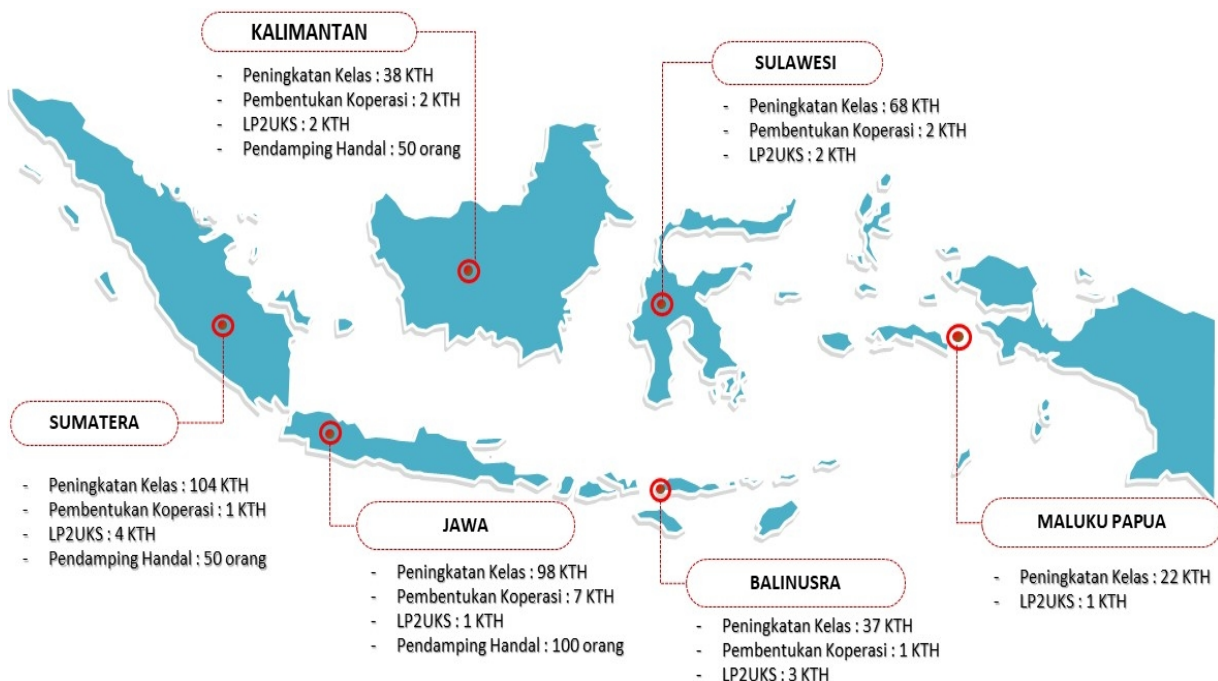 KALIMANTAN
- Peningkatan Kelas : 38 KTH
- Pembentukan Koperasi : 2 KTH
- LP2UKS : 2 KTH
- Pendamping Handal : 50 orang
SULAWESI
- Peningkatan Kelas : 68 KTH
- Pembentukan Koperasi : 2 KTH
- LP2UKS : 2 KTH
SUMATERA
- Peningkatan Kelas : 104 KTH
- Pembentukan Koperasi : 1 KTH
- LP2UKS : 4 KTH
- Pendamping Handal : 50 orang
JAWA
- Peningkatan Kelas : 98 KTH
- Pembentukan Koperasi : 7 KTH
- LP2UKS : 1 KTH
- Pendamping Handal : 100 orang
BALINUSRA
- Peningkatan Kelas : 37 KTH
- Pembentukan Koperasi : 1 KTH
- LP2UKS : 3 KTH
MALUKU PAPUA
- Peningkatan Kelas : 22 KTH
- LP2UKS : 1 KTH